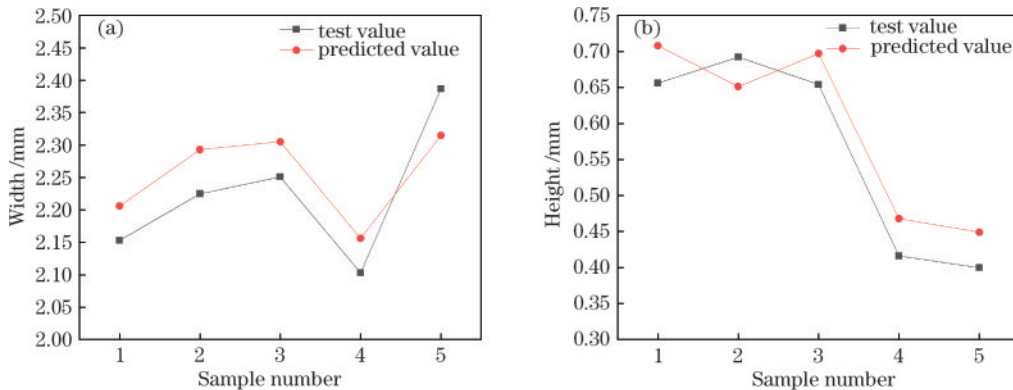 (a)
test value
predicted value
2.50
2.45
2.40
2.35
2.30
2.25
2.20
2.15
2.10
2.05
2.00
Width /mm
1 2 3 4 5
Sample number
(b)
test value
predicted value
0.75
0.70
0.65
0.60
0.55
0.50
0.45
0.40
0.35
0.30
Height /mm
1 2 3 4 5
Sample number